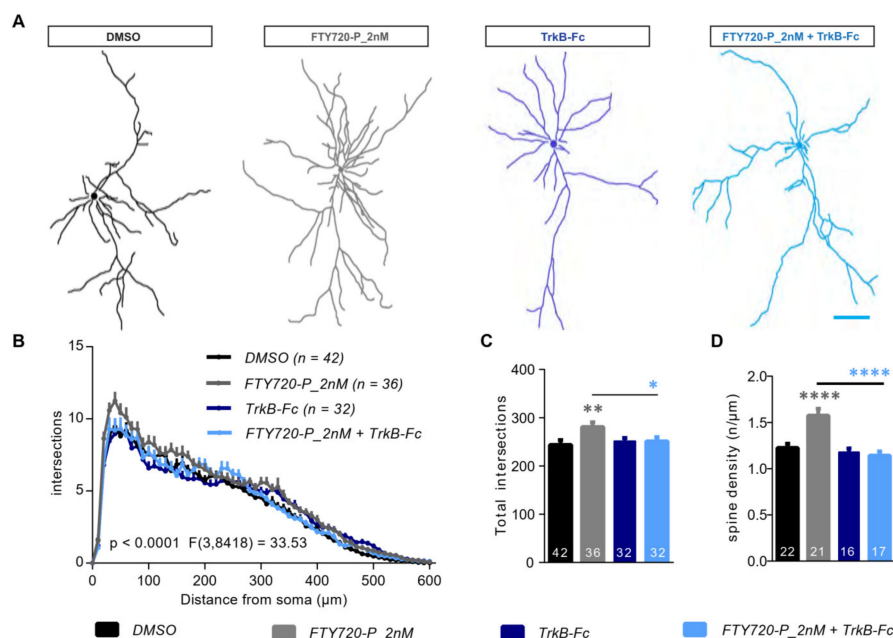 A
DMSO
FTY720-P_2nM
TrkB-Fc
FTY720-P_2nM + TrkB-Fc
B
15
10
5
0
intersections
DMSO (n = 42)
FTY720-P_2nM (n = 36)
TrkB-Fc (n = 32)
FTY720-P_2nM + TrkB-Fc
p < 0.0001 F(3,8418) = 33.53
0 100 200 300 400 500 600
Distance from soma (µm)
C
400
300
200
100
0
Total intersections
**
*
42 36 32 32
D
2.0
1.5
1.0
0.5
0.0
spine density (n/µm)
****
****
22 21 16 17
DMSO
FTY720-P_2nM
TrkB-Fc
FTY720-P_2nM + TrkB-Fc